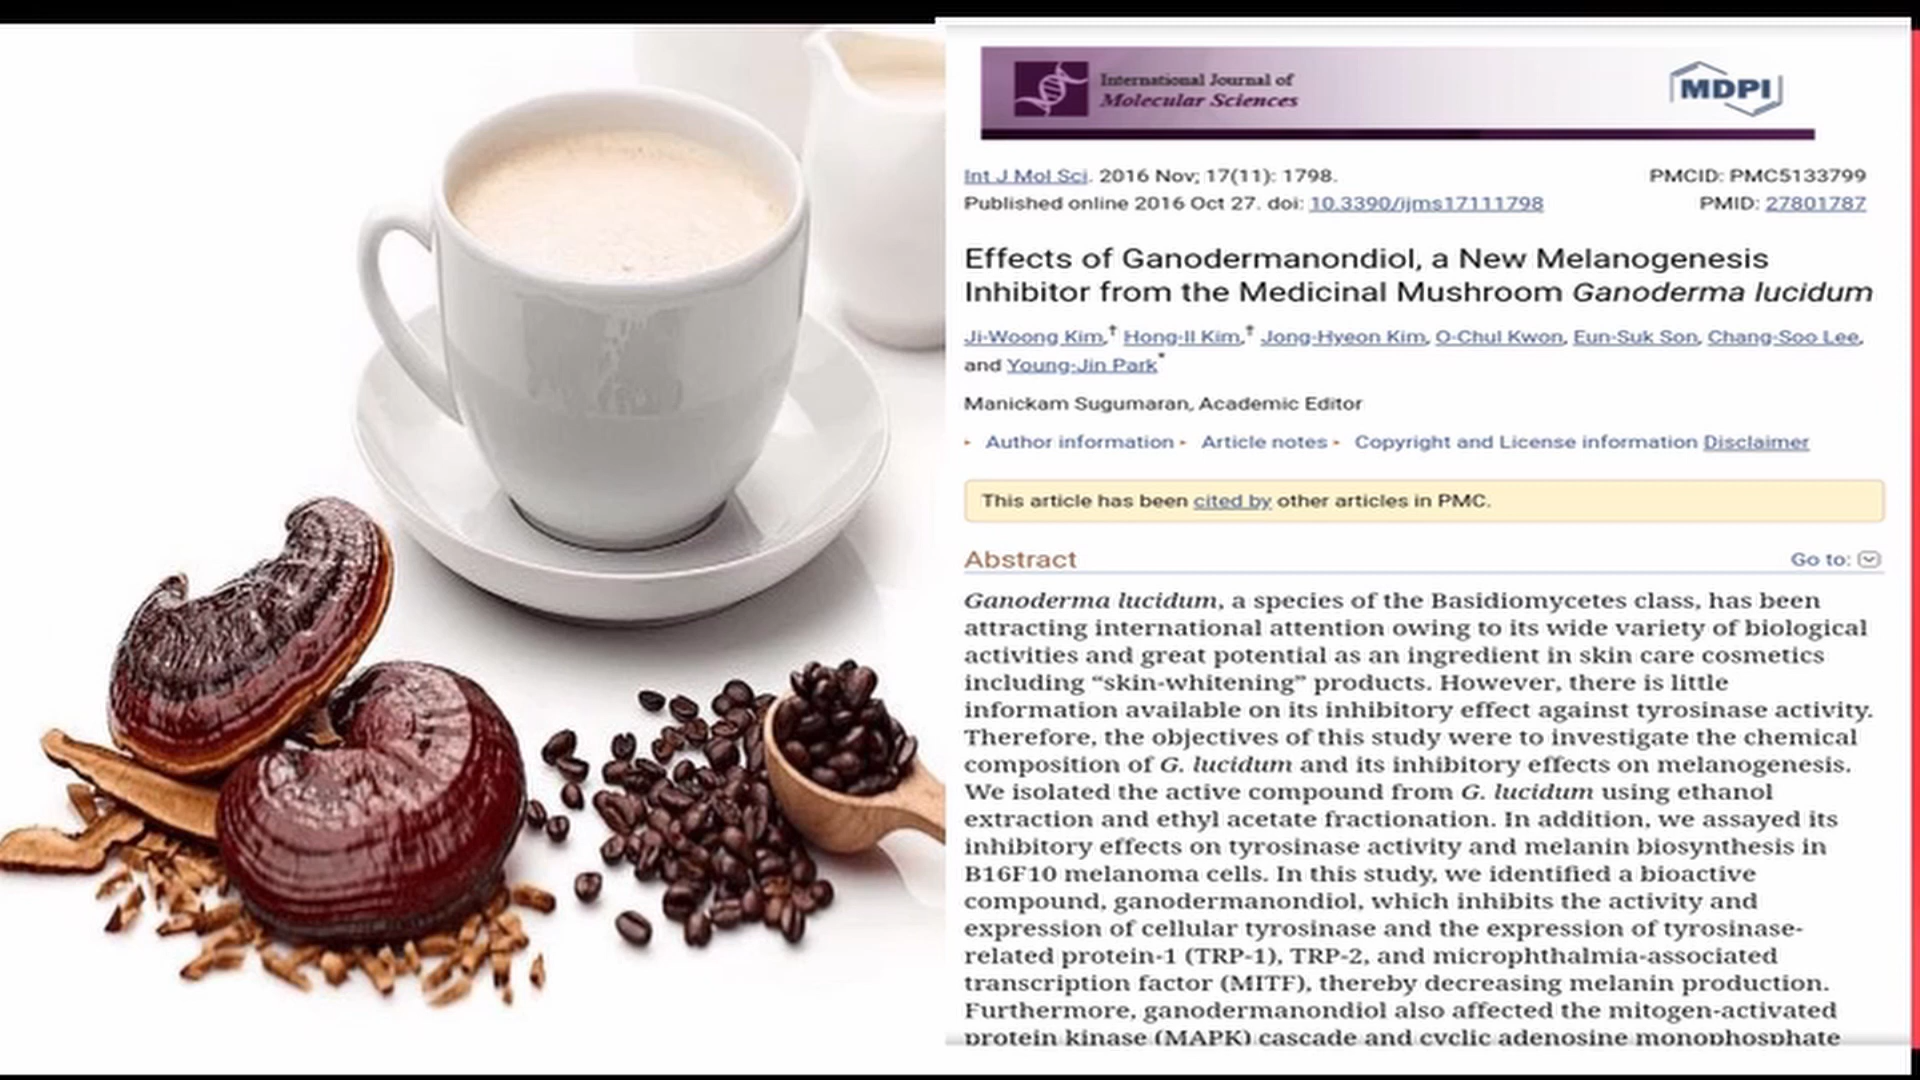 International Journal of
Molecular Sciences
MDPI
Int J Mol Sci. 2016 Nov; 17(11): 1798.
PMCID: PMC5133799
Published online 2016 Oct 27. doi: 10.3390/ijms17111798
PMID: 27801787
Effects of Ganodermanondiol, a New Melanogenesis
Inhibitor from the Medicinal Mushroom Ganoderma lucidum
Ji-Woong Kim,† Hong-Il Kim,† Jong-Hyeon Kim, O-Chul Kwon, Eun-Suk Son, Chang-Soo Lee,
and Young-Jin Park*
Manickam Sugumaran, Academic Editor
Author information Article notes Copyright and License information Disclaimer
This article has been cited by other articles in PMC.
Abstract
Go to:
Ganoderma lucidum, a species of the Basidiomycetes class, has been
attracting international attention owing to its wide variety of biological
activities and great potential as an ingredient in skin care cosmetics
including “skin-whitening” products. However, there is little
information available on its inhibitory effect against tyrosinase activity.
Therefore, the objectives of this study were to investigate the chemical
composition of G. lucidum and its inhibitory effects on melanogenesis.
We isolated the active compound from G. lucidum using ethanol
extraction and ethyl acetate fractionation. In addition, we assayed its
inhibitory effects on tyrosinase activity and melanin biosynthesis in
B16F10 melanoma cells. In this study, we identified a bioactive
compound, ganodermanondiol, which inhibits the activity and
expression of cellular tyrosinase and the expression of tyrosinase-
related protein-1 (TRP-1), TRP-2, and microphthalmia-associated
transcription factor (MITF), thereby decreasing melanin production.
Furthermore, ganodermanondiol also affected the mitogen-activated
protein kinase (MAPK) cascade and cyclic adenosine monophosphate